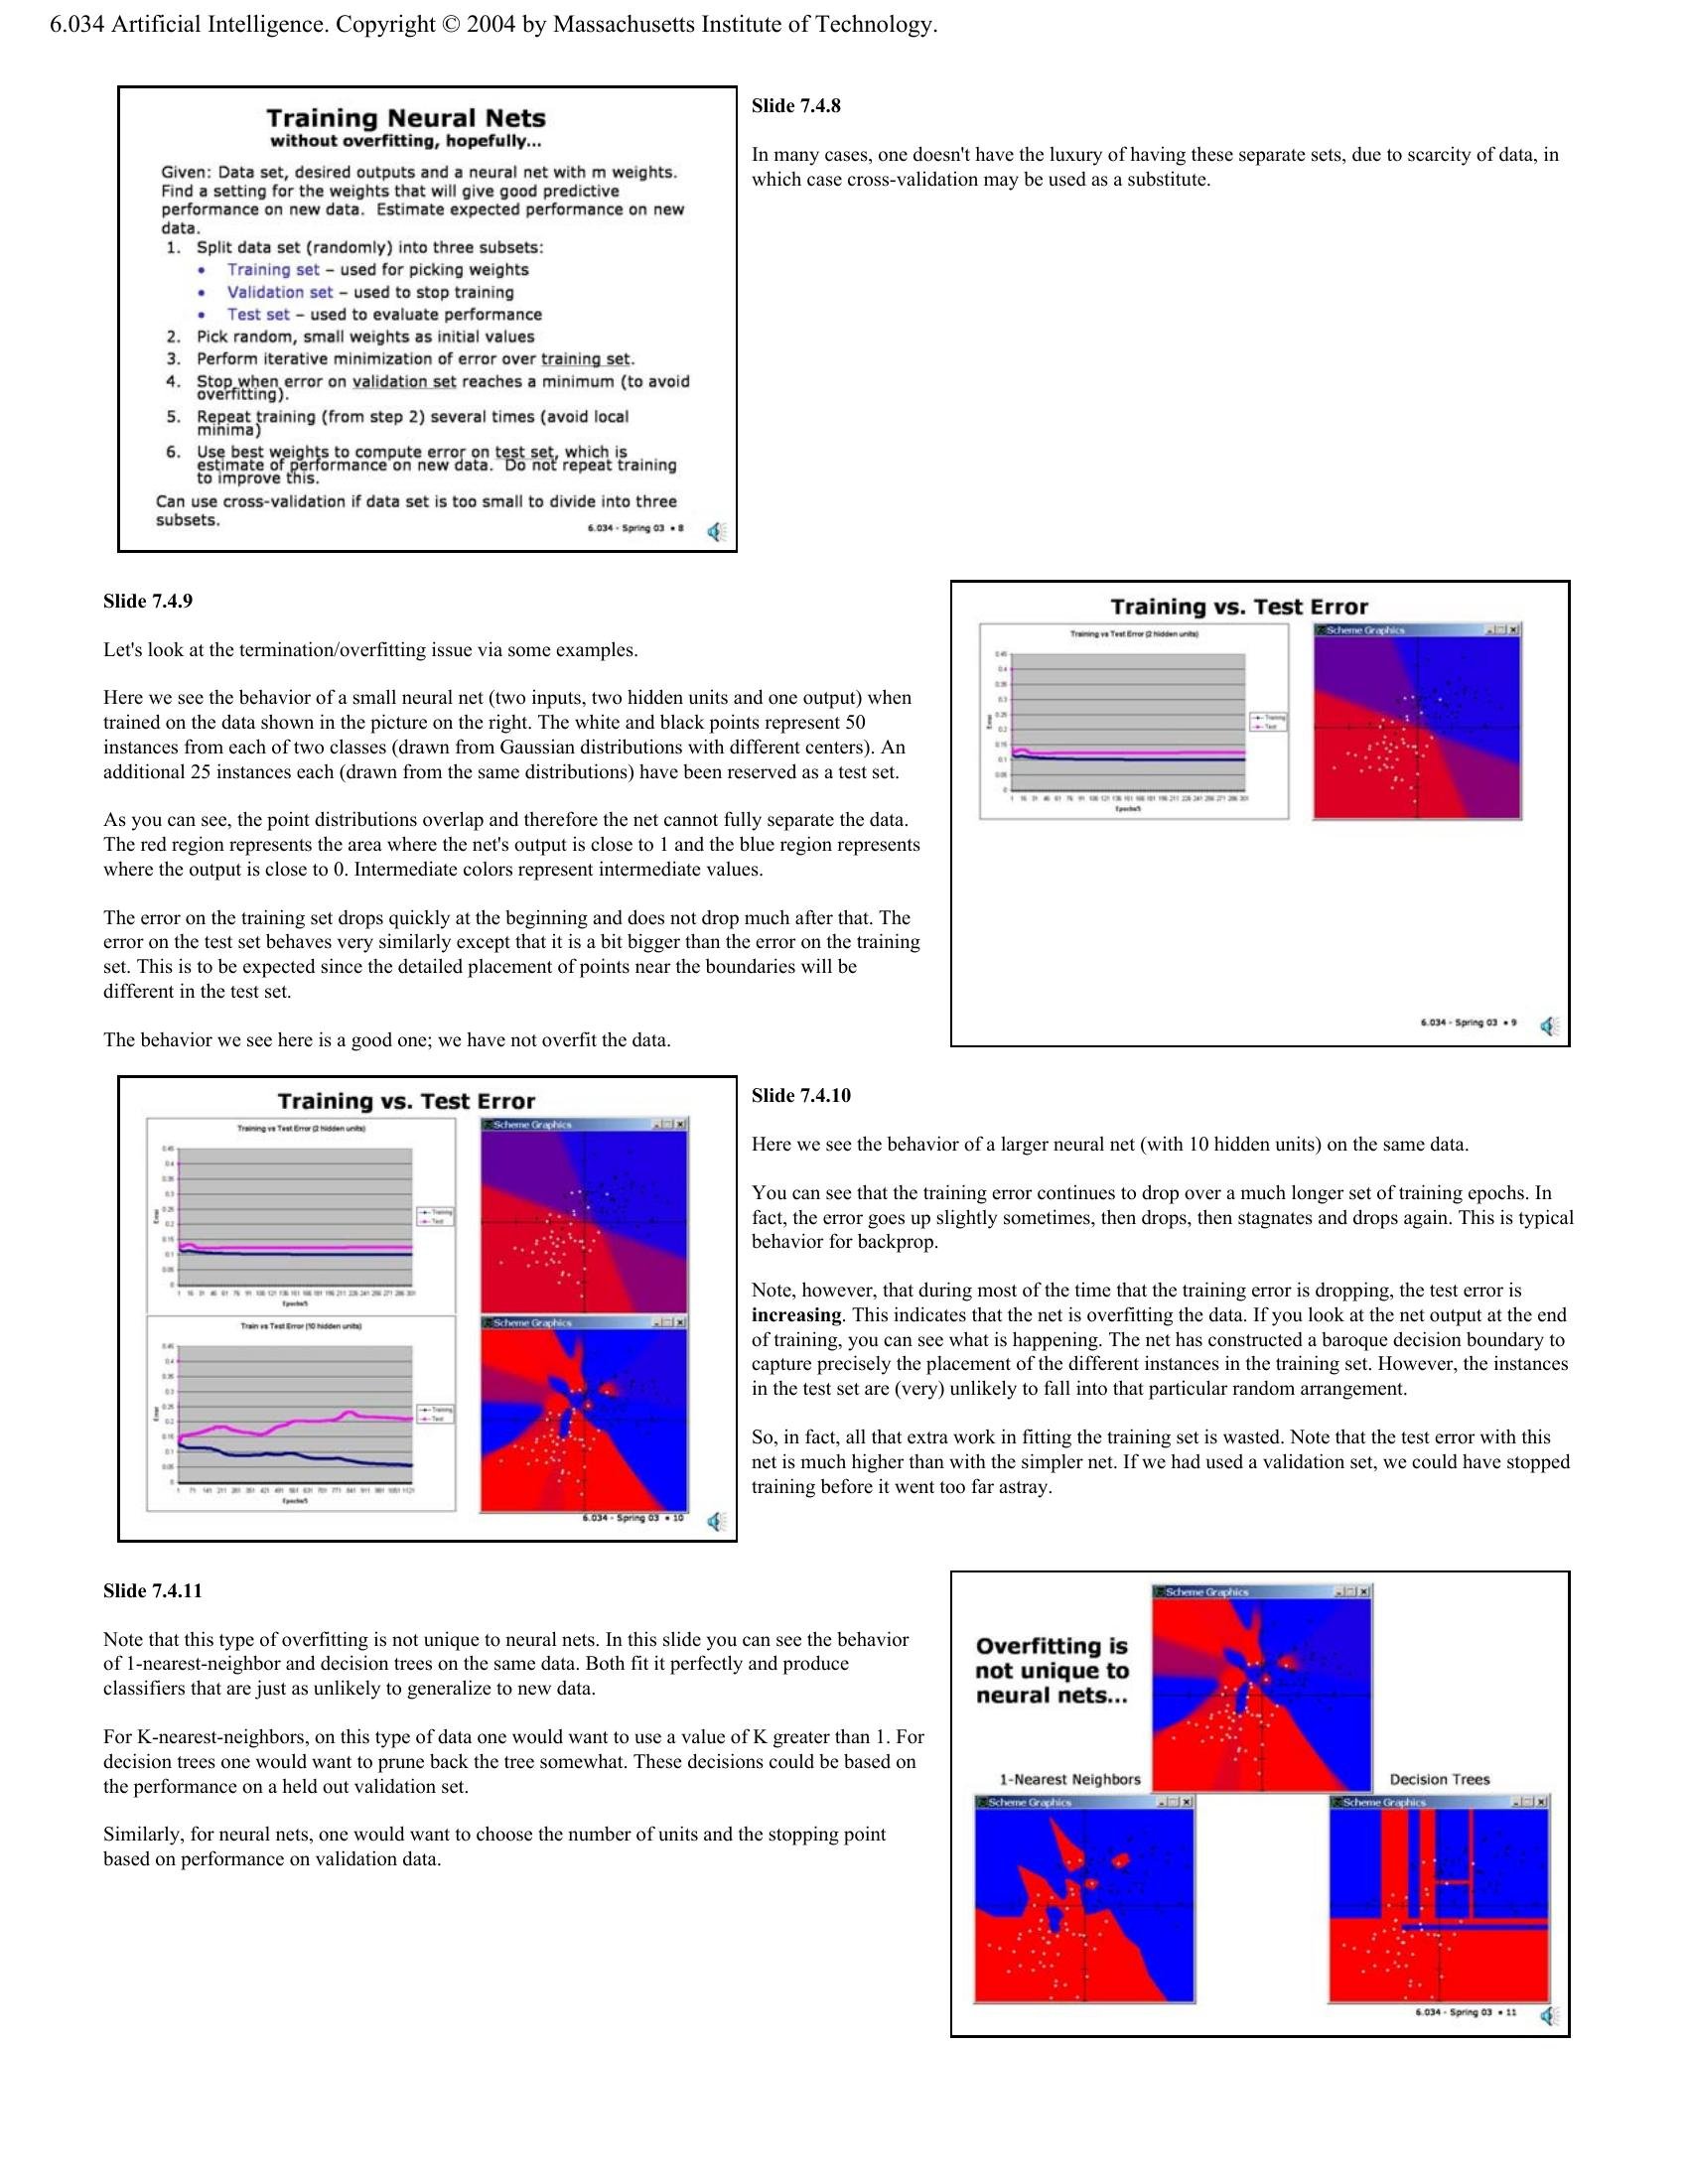 6.034 Artificial Intelligence. Copyright © 2004 by Massachusetts Institute of Technology.
Training Neural Nets
without overfitting, hopefully...
Given: Data set, desired outputs and a neural net with m weights.
Find a setting for the weights that will give good predictive
performance on new data. Estimate expected performance on new
data.
1. Split data set (randomly) into three subsets:
• Training set – used for picking weights
• Validation set – used to stop training
• Test set – used to evaluate performance
2. Pick random, small weights as initial values
3. Perform iterative minimization of error over training set.
4. Stop when error on validation set reaches a minimum (to avoid
overfitting).
5. Repeat training (from step 2) several times (avoid local
minima)
6. Use best weights to compute error on test set, which is
estimate of performance on new data. Do not repeat training
to improve this.
Can use cross-validation if data set is too small to divide into three
subsets.
6.034 - Spring 03 • 8
Slide 7.4.8
In many cases, one doesn't have the luxury of having these separate sets, due to scarcity of data, in
which case cross-validation may be used as a substitute.
Slide 7.4.9
Let's look at the termination/overfitting issue via some examples.
Here we see the behavior of a small neural net (two inputs, two hidden units and one output) when
trained on the data shown in the picture on the right. The white and black points represent 50
instances from each of two classes (drawn from Gaussian distributions with different centers). An
additional 25 instances each (drawn from the same distributions) have been reserved as a test set.
As you can see, the point distributions overlap and therefore the net cannot fully separate the data.
The red region represents the area where the net's output is close to 1 and the blue region represents
where the output is close to 0. Intermediate colors represent intermediate values.
The error on the training set drops quickly at the beginning and does not drop much after that. The
error on the test set behaves very similarly except that it is a bit bigger than the error on the training
set. This is to be expected since the detailed placement of points near the boundaries will be
different in the test set.
The behavior we see here is a good one; we have not overfit the data.
Training vs. Test Error
Training vs Test Error (2 hidden units)
Scheme Graphics
Error
Training
Test
Epochs/5
6.034 - Spring 03 • 9
Training vs. Test Error
Training vs Test Error (2 hidden units)
Scheme Graphics
Error
Training
Test
Epochs/5
Train vs Test Error (10 hidden units)
Scheme Graphics
Error
Training
Test
Epochs/5
6.034 - Spring 03 • 10
Slide 7.4.10
Here we see the behavior of a larger neural net (with 10 hidden units) on the same data.
You can see that the training error continues to drop over a much longer set of training epochs. In
fact, the error goes up slightly sometimes, then drops, then stagnates and drops again. This is typical
behavior for backprop.
Note, however, that during most of the time that the training error is dropping, the test error is
increasing. This indicates that the net is overfitting the data. If you look at the net output at the end
of training, you can see what is happening. The net has constructed a baroque decision boundary to
capture precisely the placement of the different instances in the training set. However, the instances
in the test set are (very) unlikely to fall into that particular random arrangement.
So, in fact, all that extra work in fitting the training set is wasted. Note that the test error with this
net is much higher than with the simpler net. If we had used a validation set, we could have stopped
training before it went too far astray.
Slide 7.4.11
Note that this type of overfitting is not unique to neural nets. In this slide you can see the behavior
of 1-nearest-neighbor and decision trees on the same data. Both fit it perfectly and produce
classifiers that are just as unlikely to generalize to new data.
For K-nearest-neighbors, on this type of data one would want to use a value of K greater than 1. For
decision trees one would want to prune back the tree somewhat. These decisions could be based on
the performance on a held out validation set.
Similarly, for neural nets, one would want to choose the number of units and the stopping point
based on performance on validation data.
Scheme Graphics
Overfitting is
not unique to
neural nets...
1-Nearest Neighbors
Decision Trees
Scheme Graphics
Scheme Graphics
6.034 - Spring 03 • 11